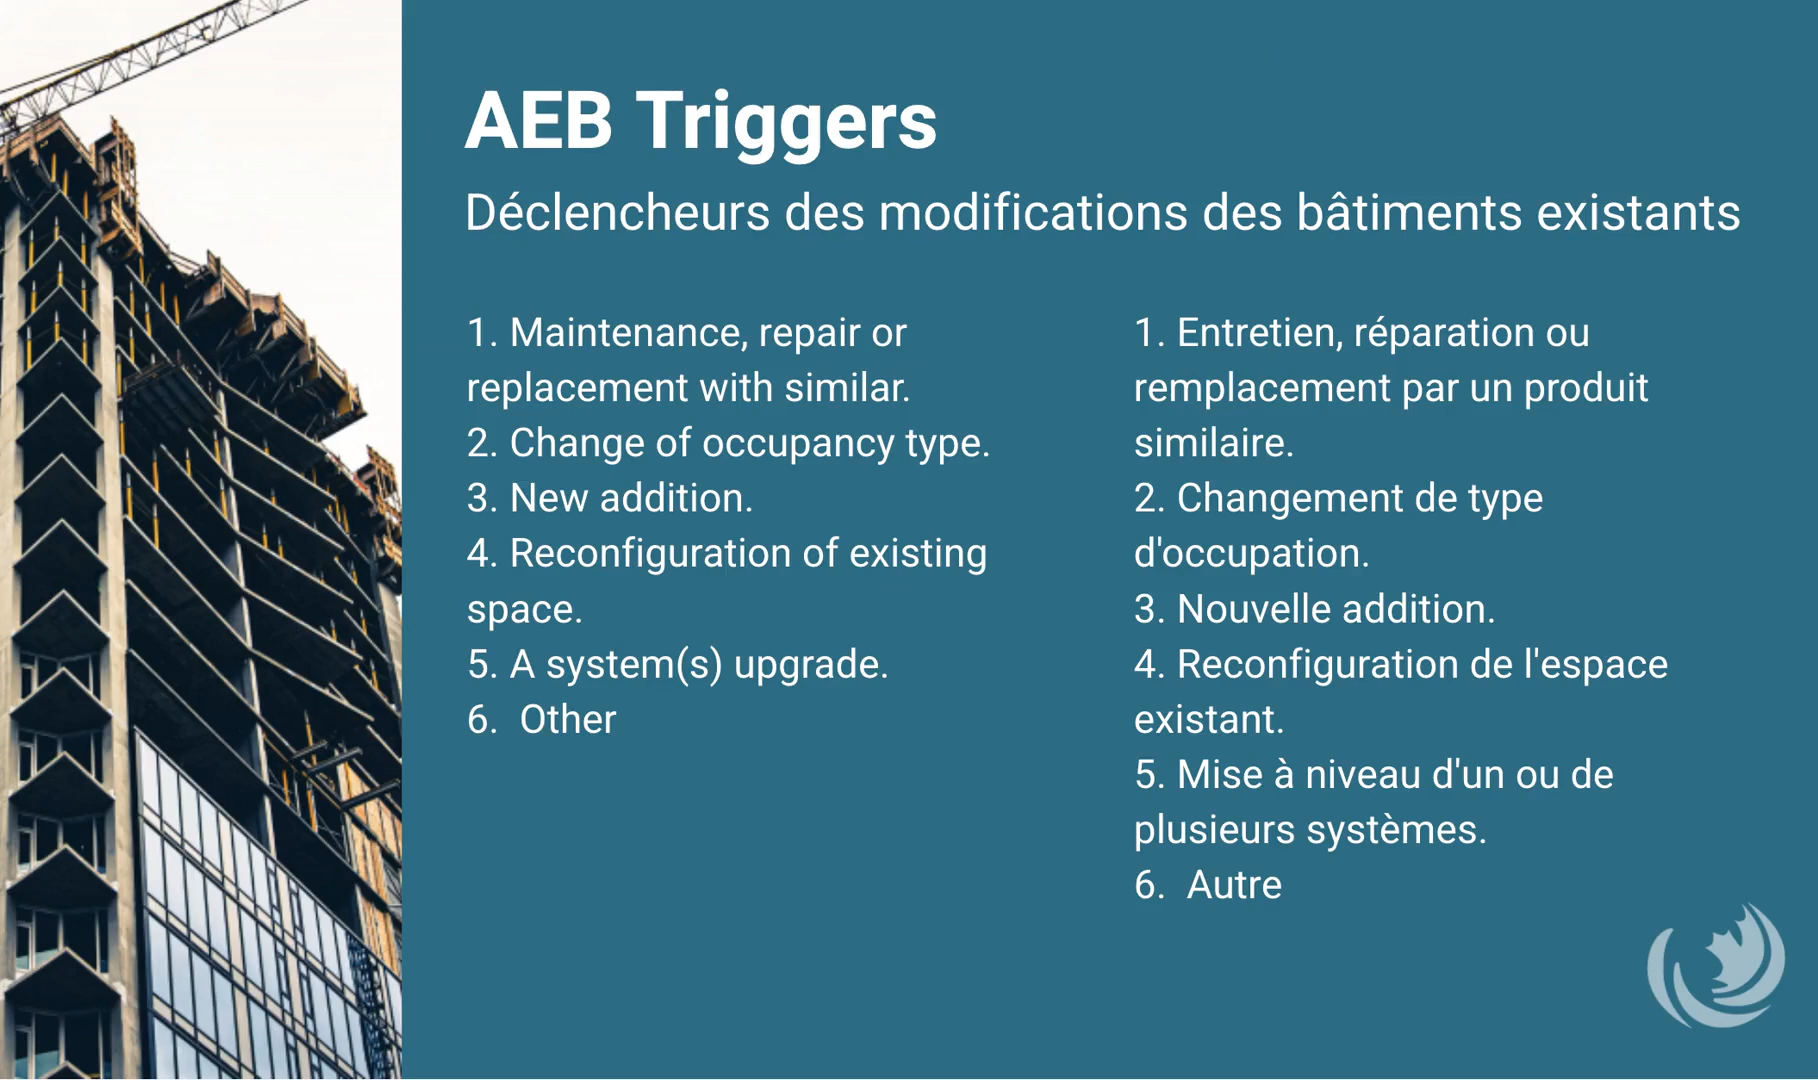 AEB Triggers
Déclencheurs des modifications des bâtiments existants
1. Maintenance, repair or
replacement with similar.
2. Change of occupancy type.
3. New addition.
4. Reconfiguration of existing
space.
5. A system(s) upgrade.
6.  Other
1. Entretien, réparation ou
remplacement par un produit
similaire.
2. Changement de type
d'occupation.
3. Nouvelle addition.
4. Reconfiguration de l'espace
existant.
5. Mise à niveau d'un ou de
plusieurs systèmes.
6.  Autre